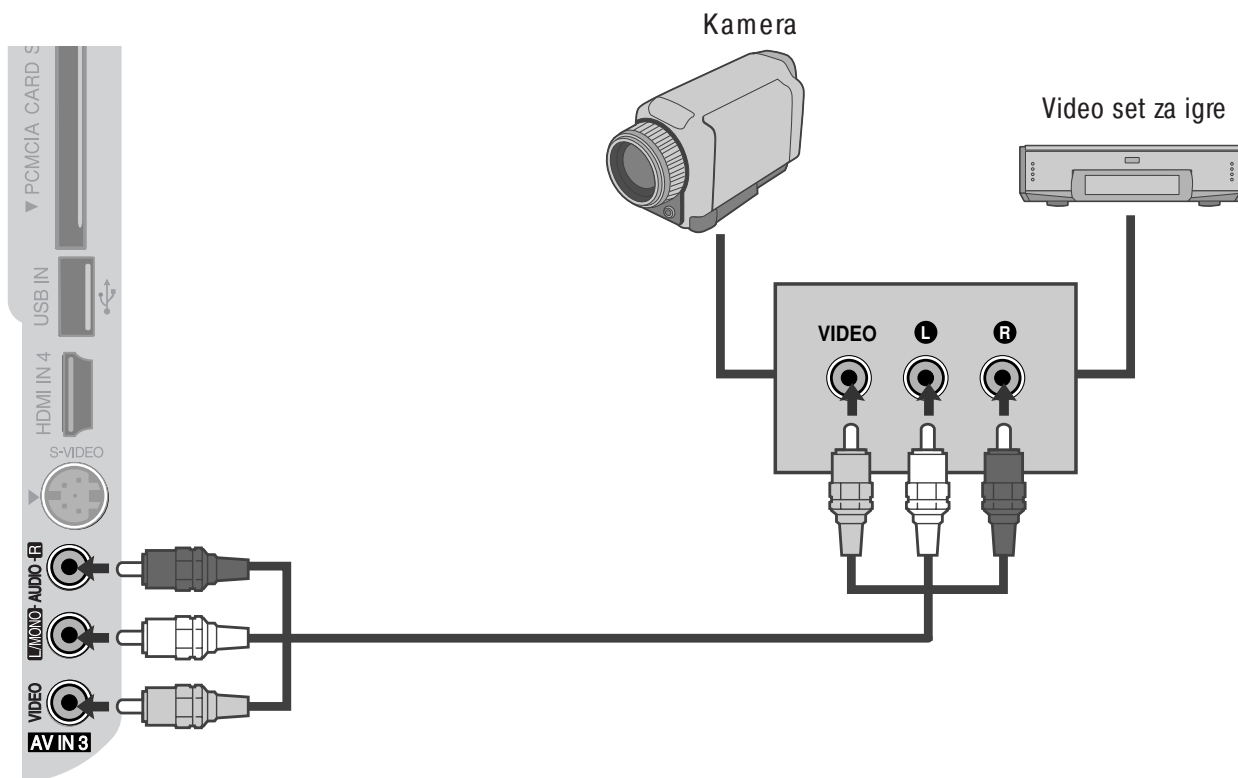 Kamera
Video set za igre
▼ PCMCIA CARD S
USB IN
HDMI IN 4
S-VIDEO
L/MONO - AUDIO - R
VIDEO
AV IN 3
VIDEO L R